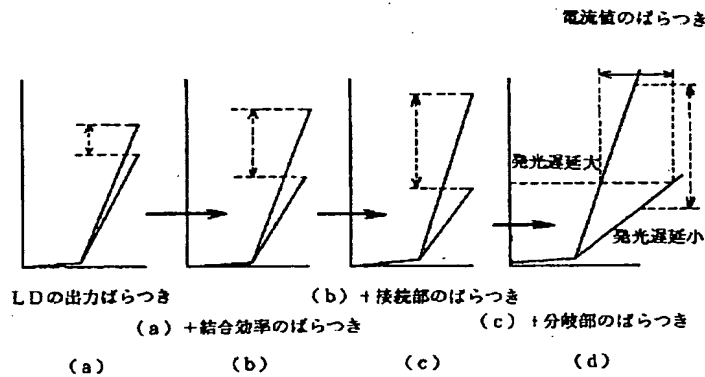 電流値のばらつき
発光遅延大
発光遅延小
LDの出力ばらつき
(a)+結合効率のばらつき
(b)+接続部のばらつき
(c)+分岐部のばらつき
(a)
(b)
(c)
(d)